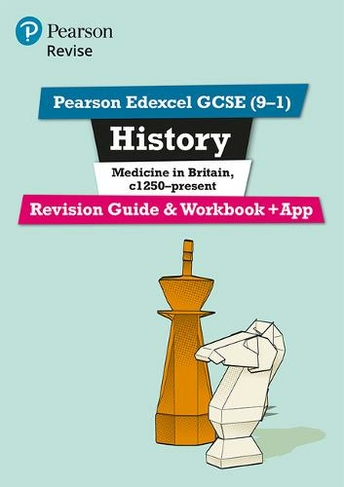 Pearson
Revise
Pearson Edexcel GCSE (9–1)
History
Medicine in Britain,
c1250–present
Revision Guide & Workbook + App